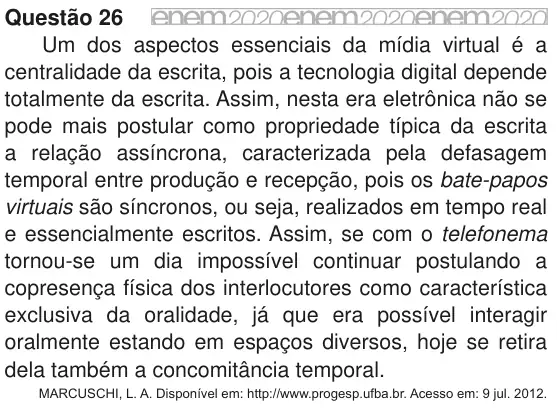 Questão 26 enem2020enem2020enem2020
Um dos aspectos essenciais da mídia virtual é a
centralidade da escrita, pois a tecnologia digital depende
totalmente da escrita. Assim, nesta era eletrônica não se
pode mais postular como propriedade típica da escrita
a relação assíncrona, caracterizada pela defasagem
temporal entre produção e recepção, pois os bate-papos
virtuais são síncronos, ou seja, realizados em tempo real
e essencialmente escritos. Assim, se com o telefonema
tornou-se um dia impossível continuar postulando a
copresença física dos interlocutores como característica
exclusiva da oralidade, já que era possível interagir
oralmente estando em espaços diversos, hoje se retira
dela também a concomitância temporal.
MARCUSCHI, L. A. Disponível em: http://www.progesp.ufba.br. Acesso em: 9 jul. 2012.